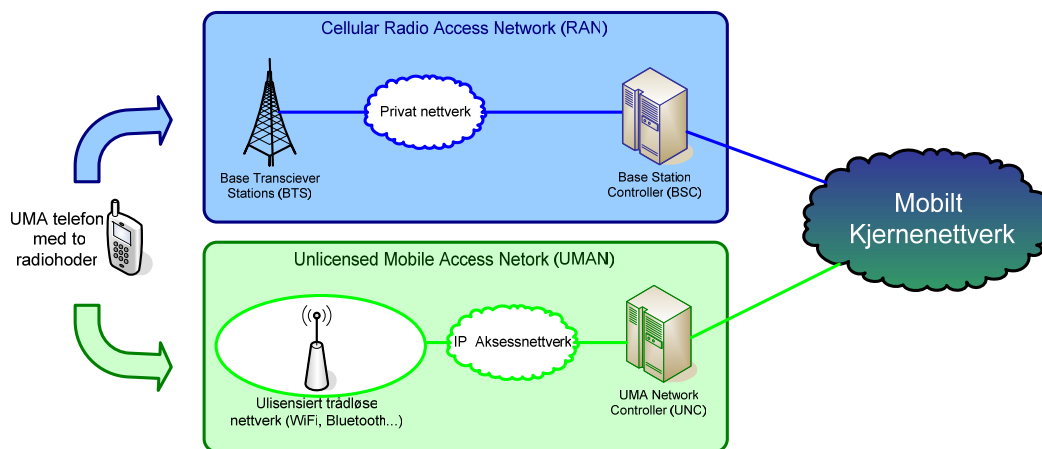 Cellular Radio Access Network (RAN)
Privat nettverk
Base Transciever
Stations (BTS)
Base Station
Controller (BSC)
UMA telefon
med to
radiohoder
Mobilt
Kjernenettverk
Unlicensed Mobile Access Netork (UMAN)
IP Aksessnettverk
Ulisensiert trådløse
nettverk (WiFi, Bluetooth...)
UMA Network
Controller (UNC)